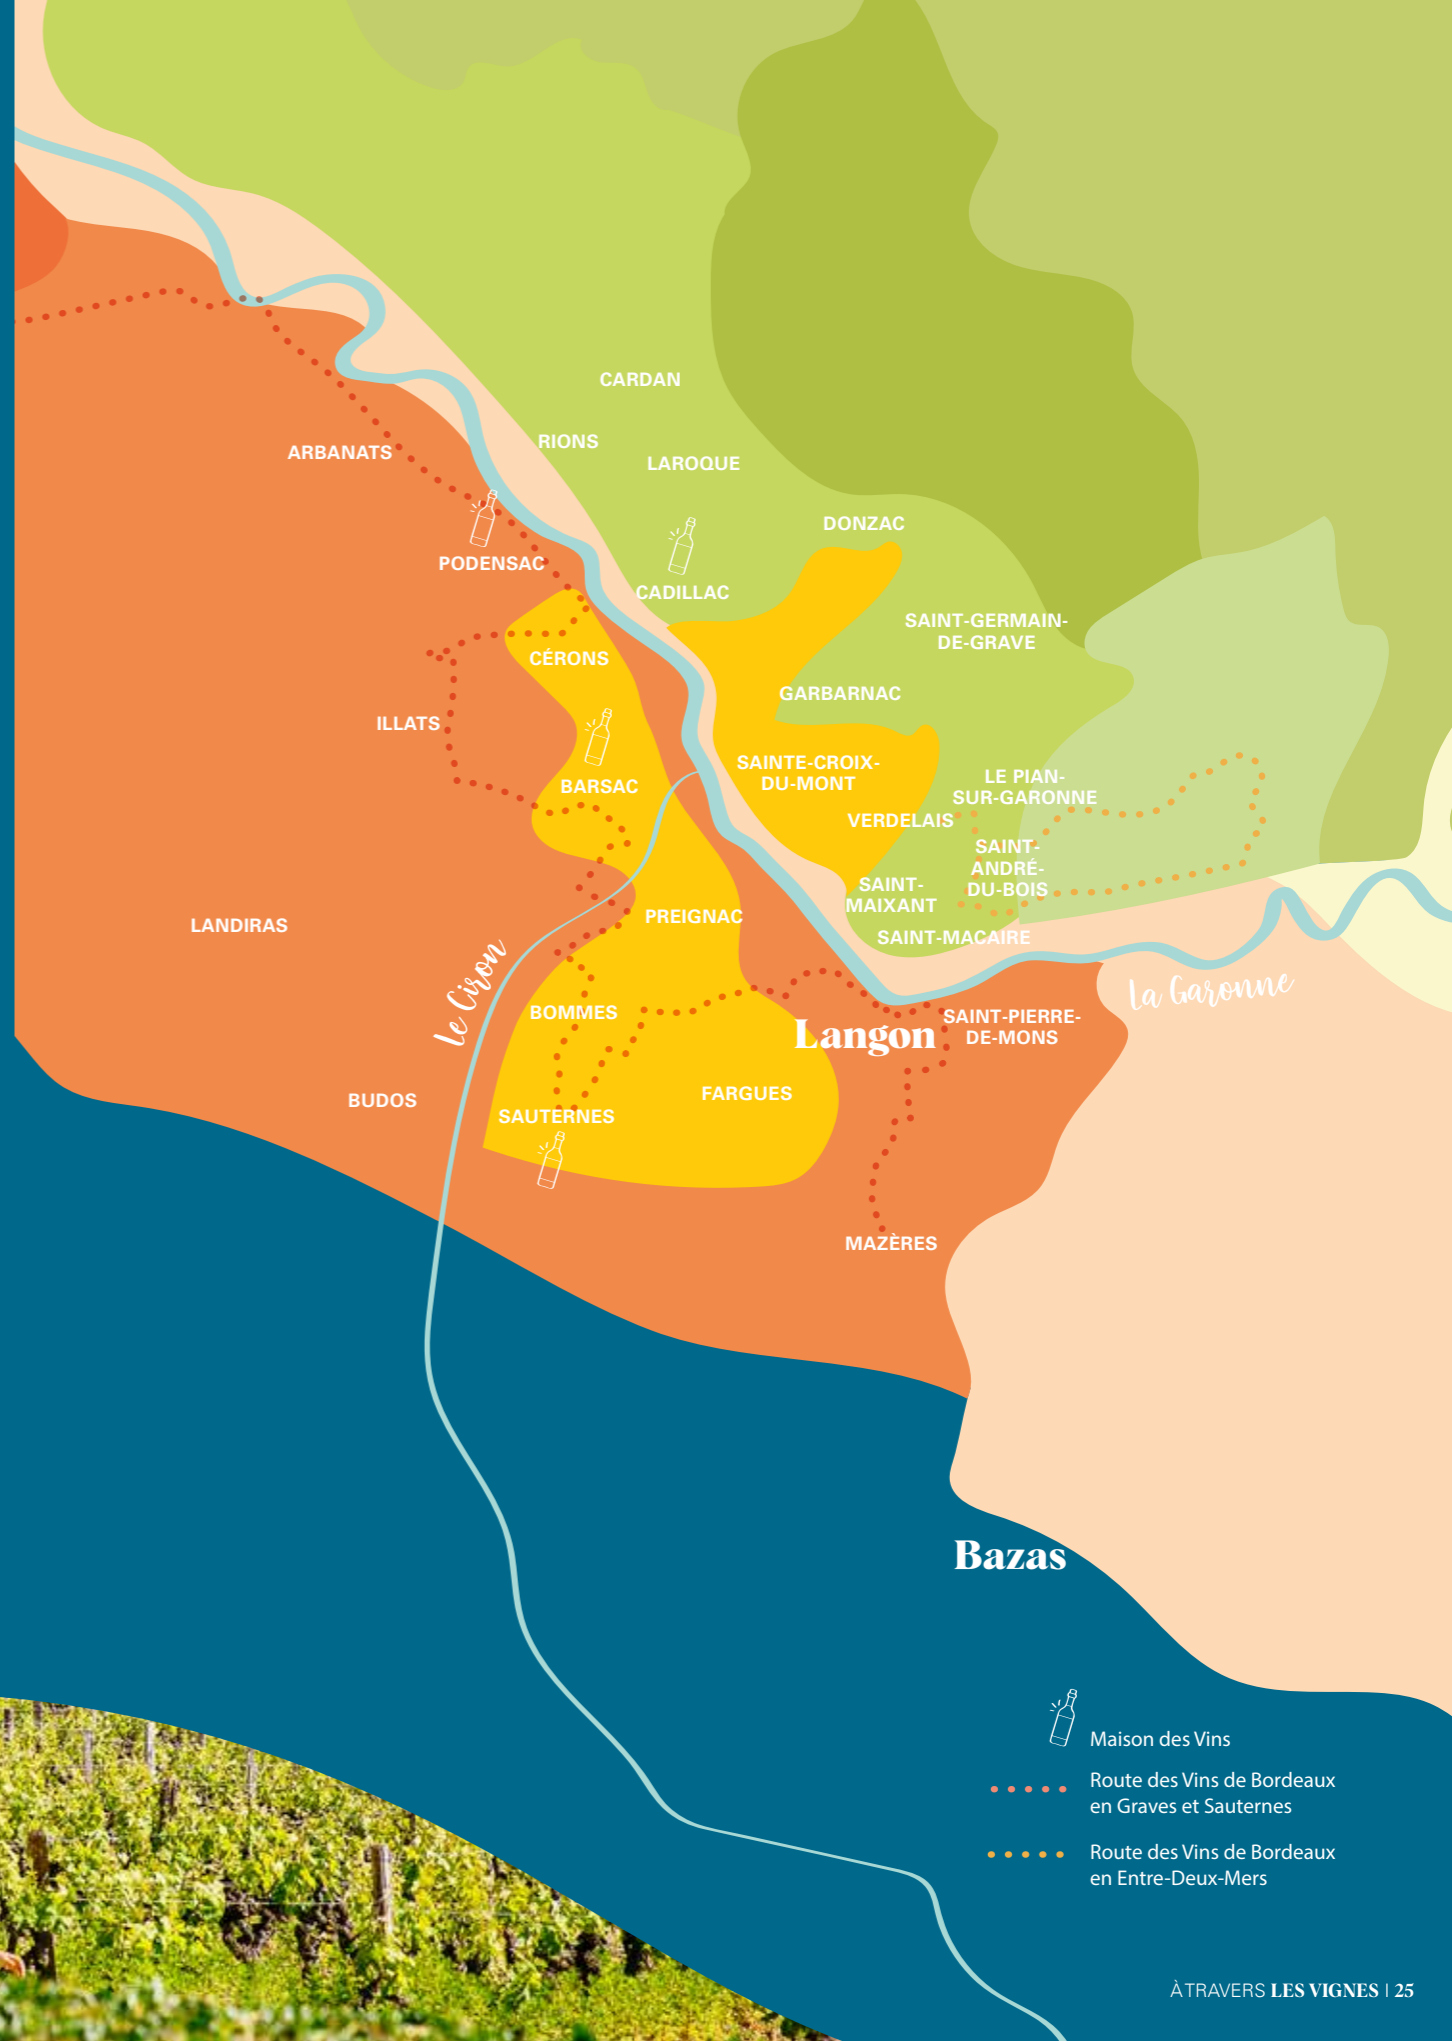 CARDAN
RIONS
ARBANATS
LAROQUE
DONZAC
PODENSAC
CADILLAC
SAINT-GERMAIN-
DE-GRAVE
CÉRONS
GARBARNAC
ILLATS
SAINTE-CROIX-
DU-MONT
BARSAC
LE PIAN-
SUR-GARONNE
VERDELAIS
SAINT-
ANDRÉ-
DU-BOIS
SAINT-
MAIXANT
PREIGNAC
LANDIRAS
SAINT-MACAIRE
Le Ciron
La Garonne
BOMMES
Langon
SAINT-PIERRE-
DE-MONS
BUDOS
FARGUES
SAUTERNES
MAZÈRES
Bazas
Maison des Vins
Route des Vins de Bordeaux
en Graves et Sauternes
Route des Vins de Bordeaux
en Entre-Deux-Mers
À TRAVERS LES VIGNES | 25